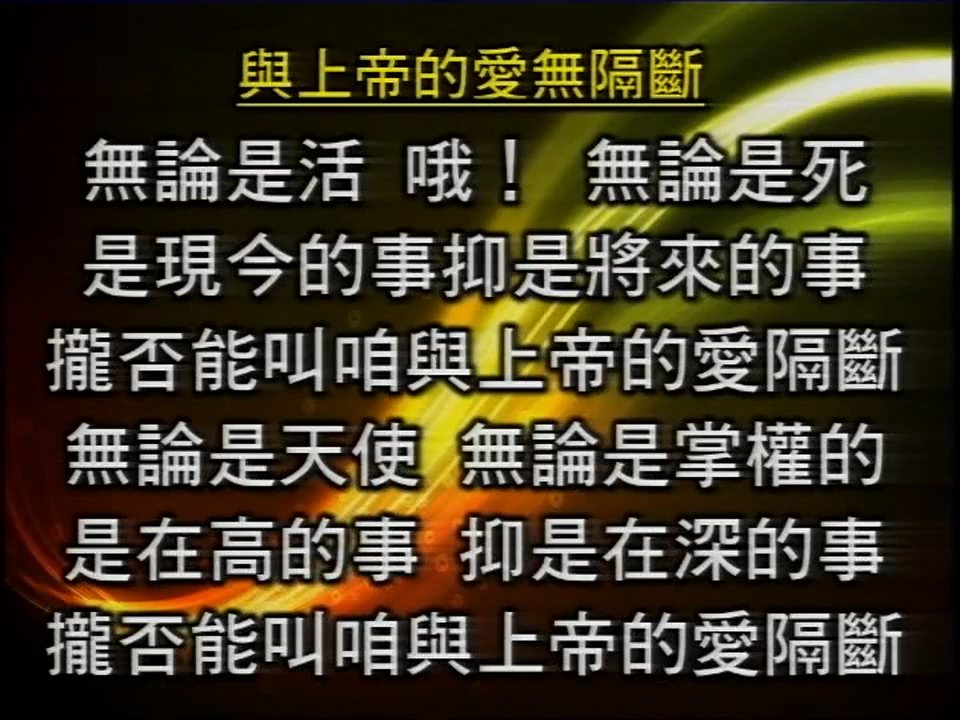 與上帝的愛無隔斷
無論是活 哦！ 無論是死
是現今的事抑是將來的事
攏否能叫咱與上帝的愛隔斷
無論是天使 無論是掌權的
是在高的事 抑是在深的事
攏否能叫咱與上帝的愛隔斷